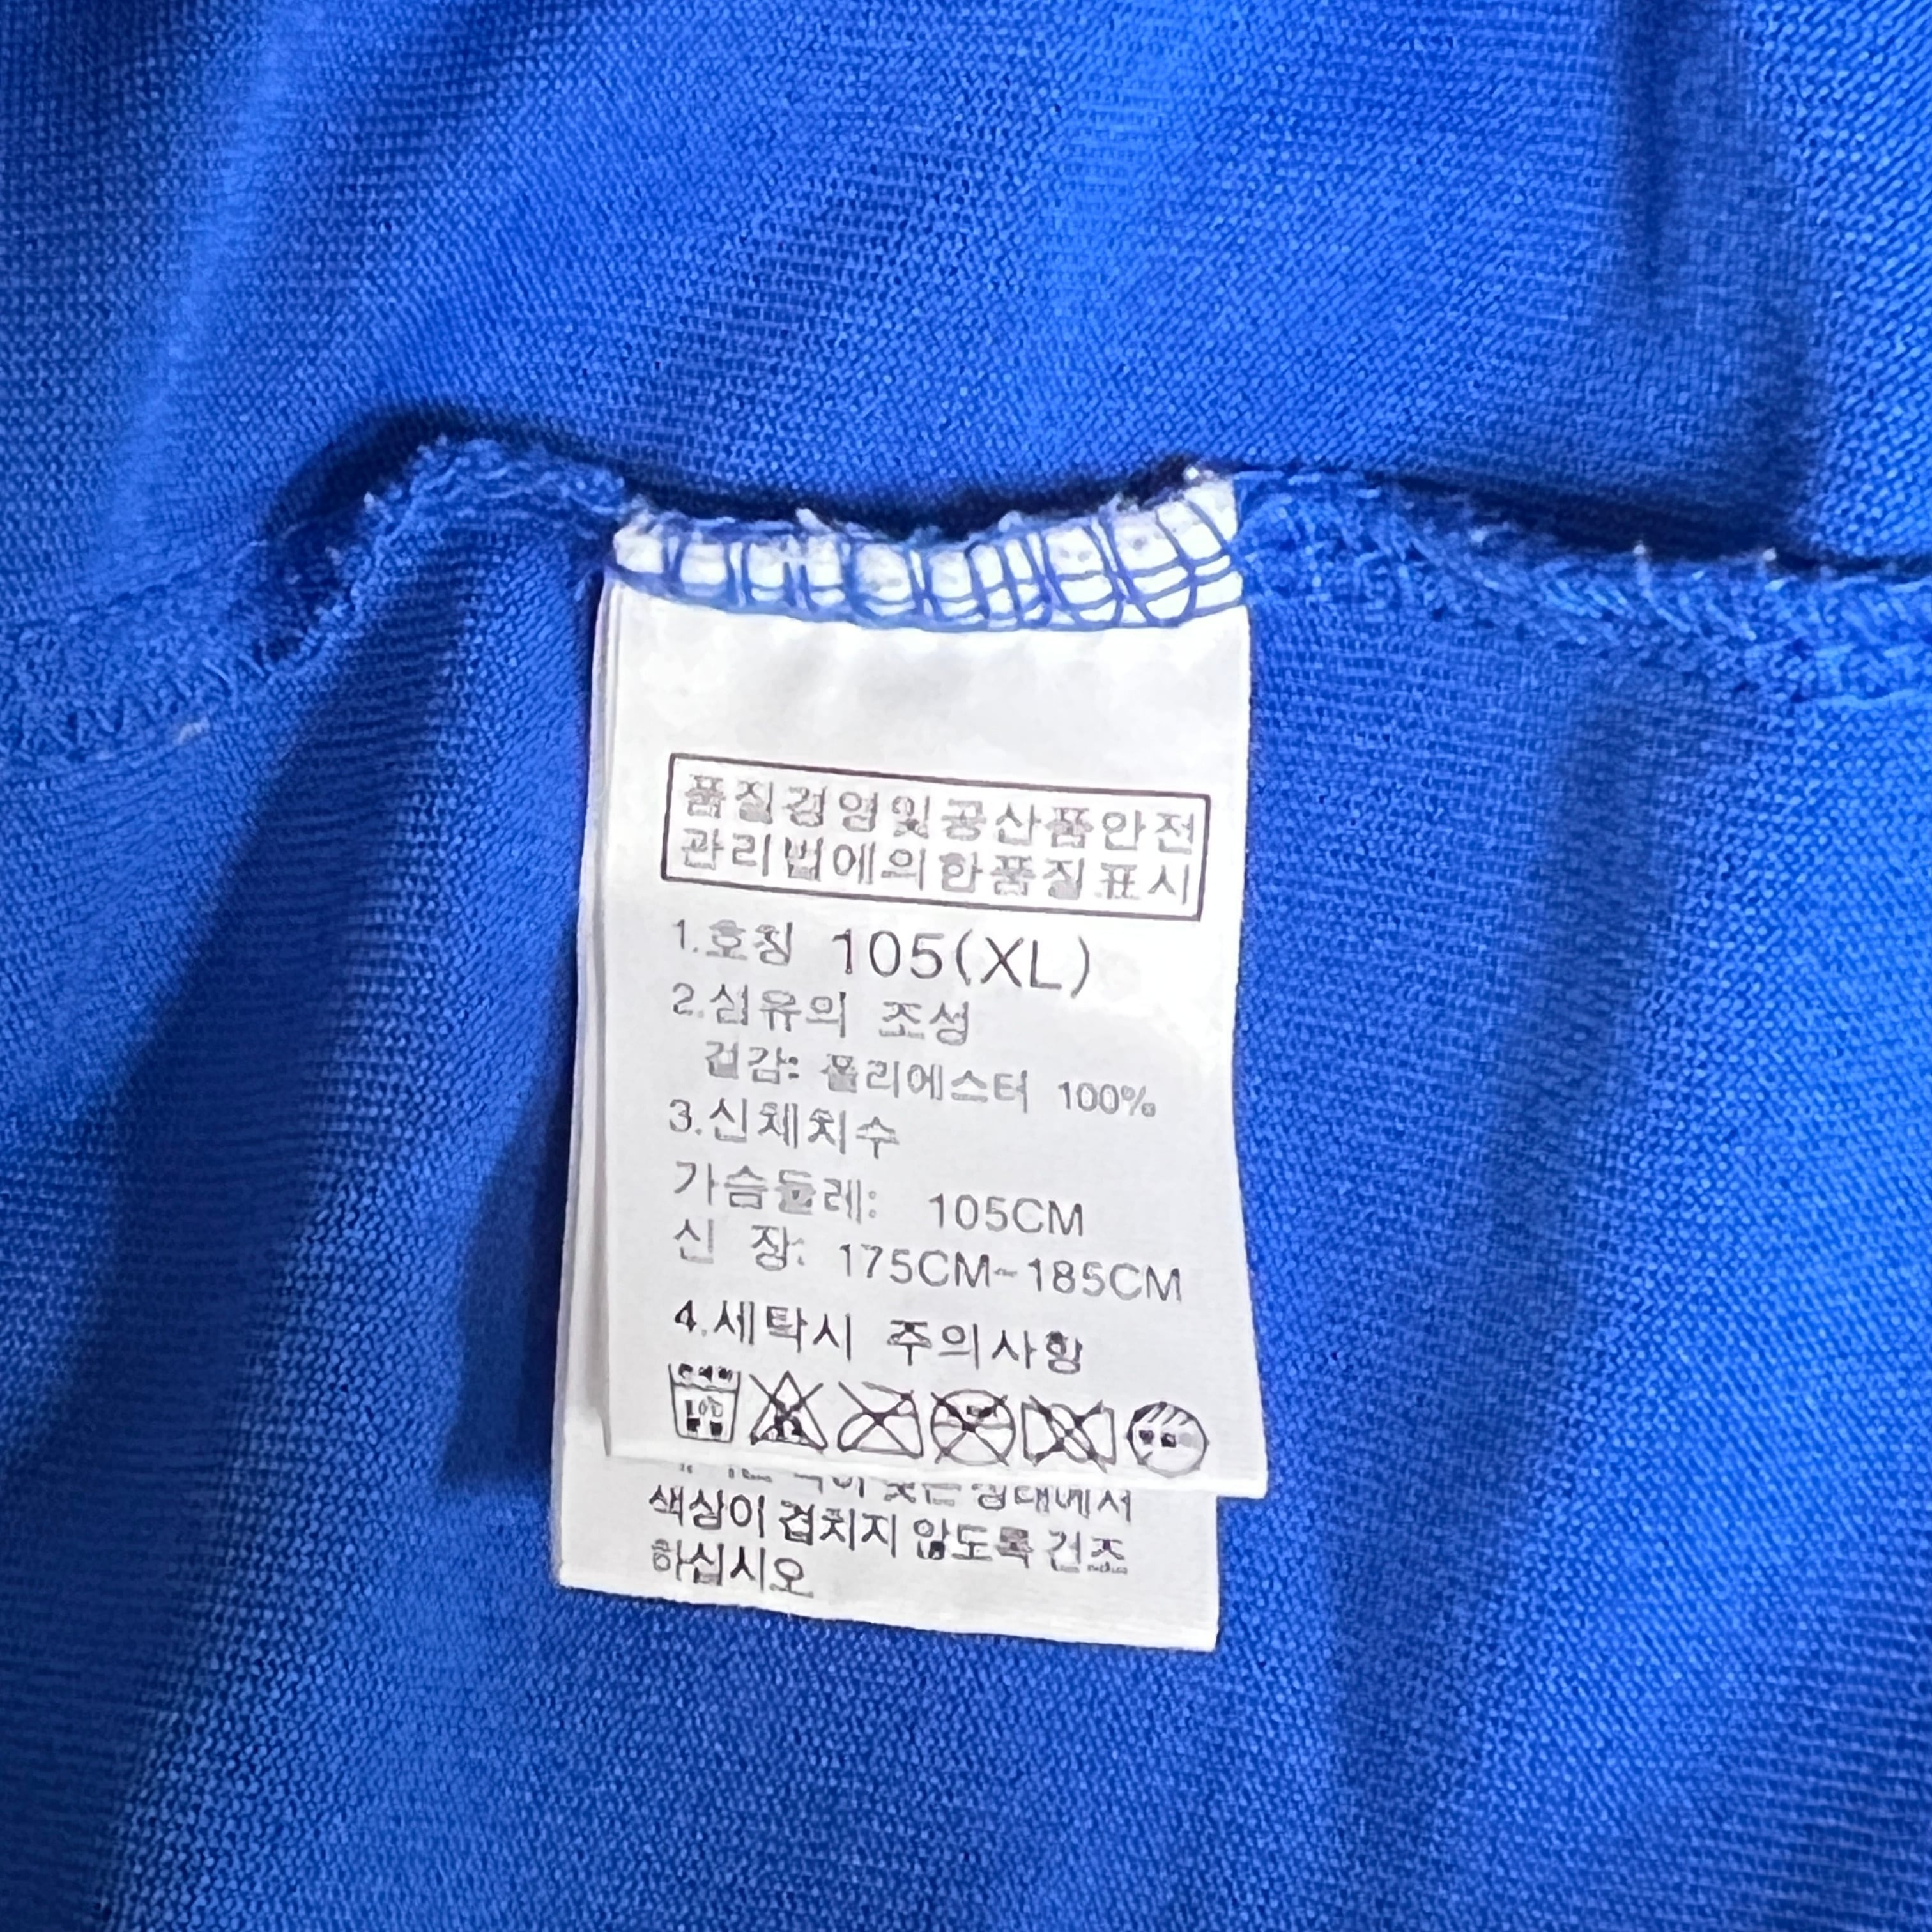 품질경영및공산품안전
관리법에의한품질표시
1.호칭 105(XL)
2.섬유의 조성
겉감: 폴리에스터 100%
3.신체치수
가슴둘레: 105CM
신 장: 175CM~185CM
4.세탁시 주의사항
상태에서
색상이 겹치지 않도록 건조
하십시오